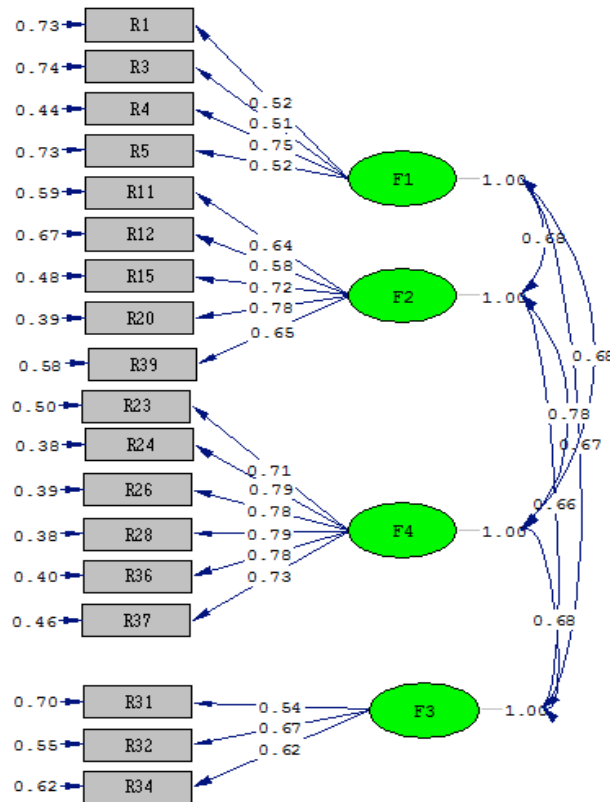 0.73 R1
0.52
0.74 R3
0.51
0.44 R4
0.75
0.73 R5
0.52
F1 1.00
0.59 R11
0.64
0.67 R12
0.58
0.68
0.48 R15
0.72
F2 1.00
0.39 R20
0.78
0.65
0.58 R39
0.68
0.50 R23
0.71
0.78
0.38 R24
0.79
0.67
0.39 R26
0.78
0.66
0.38 R28
0.79
F4 1.00
0.40 R36
0.78
0.73
0.46 R37
0.68
0.70 R31
0.54
F3 1.00
0.55 R32
0.67
0.62 R34
0.62